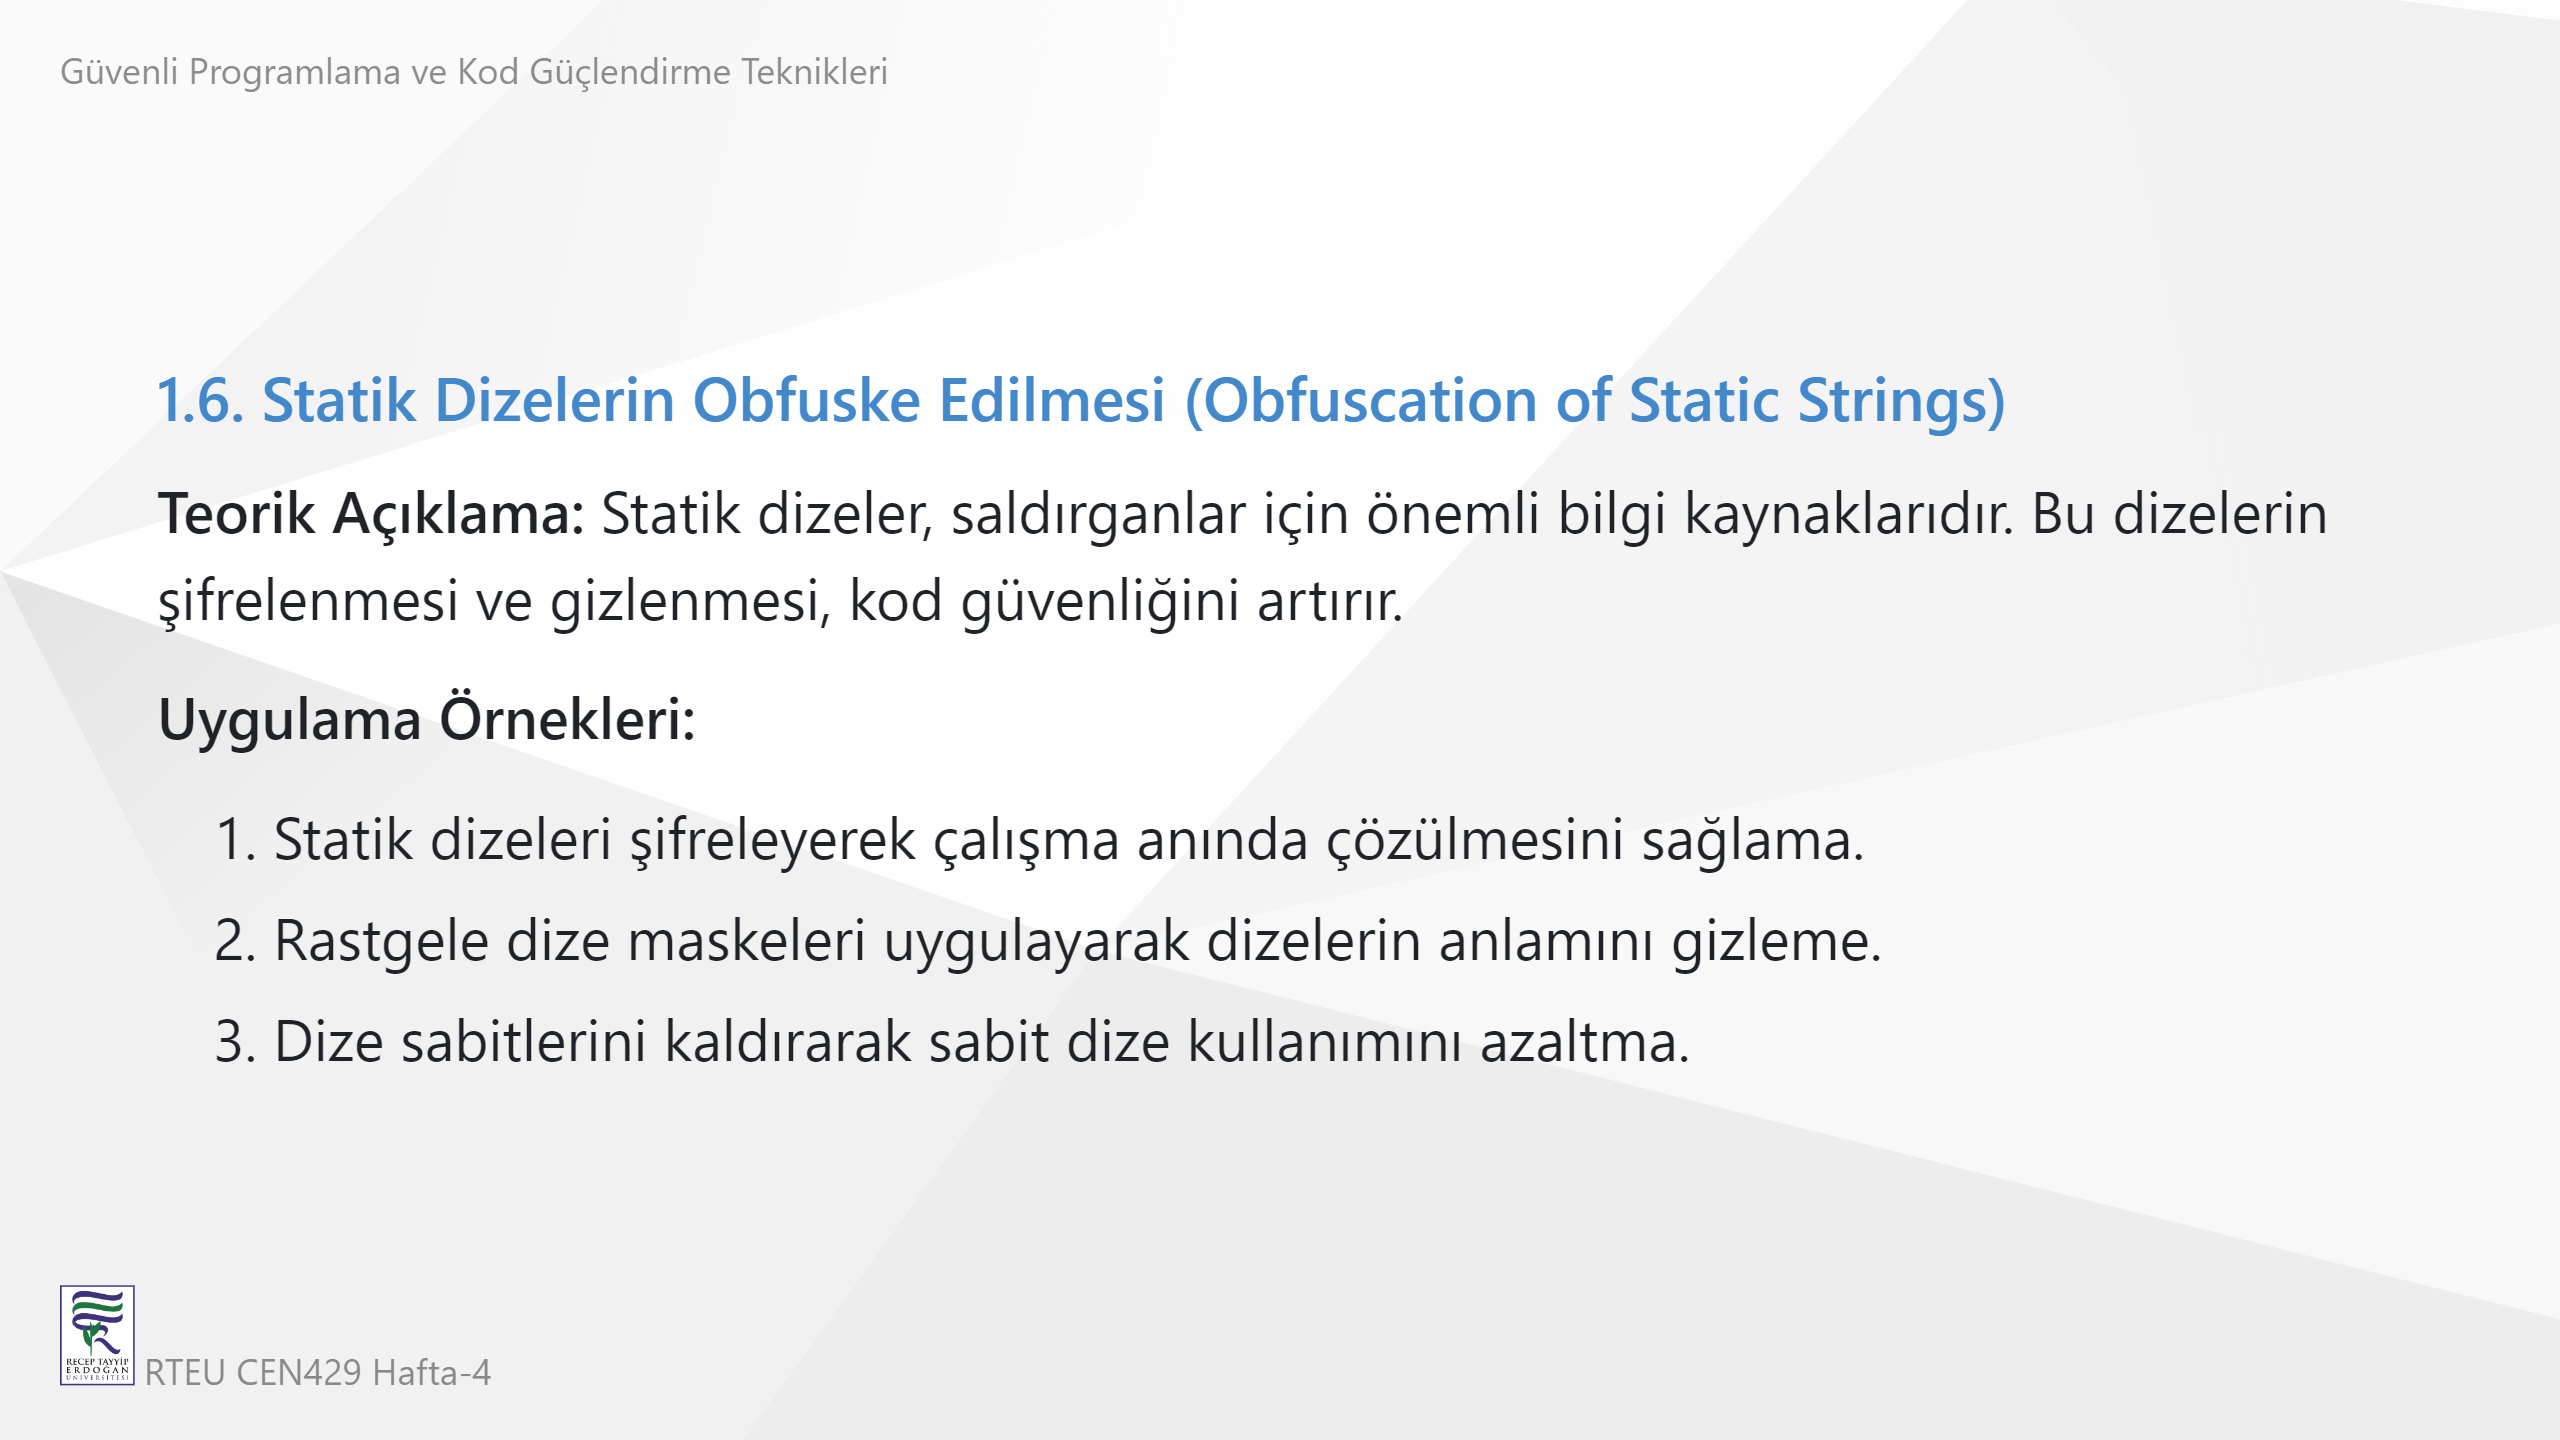 Güvenli Programlama ve Kod Güçlendirme Teknikleri
1.6. Statik Dizelerin Obfuske Edilmesi (Obfuscation of Static Strings)
Teorik Açıklama: Statik dizeler, saldırganlar için önemli bilgi kaynaklarıdır. Bu dizelerin
şifrelenmesi ve gizlenmesi, kod güvenliğini artırır.
Uygulama Örnekleri:
1. Statik dizeleri şifreleyerek çalışma anında çözülmesini sağlama.
2. Rastgele dize maskeleri uygulayarak dizelerin anlamını gizleme.
3. Dize sabitlerini kaldırarak sabit dize kullanımını azaltma.
RECEP TAYYİP
ERDOĞAN
ÜNİVERSİTESİ
RTEU CEN429 Hafta-4